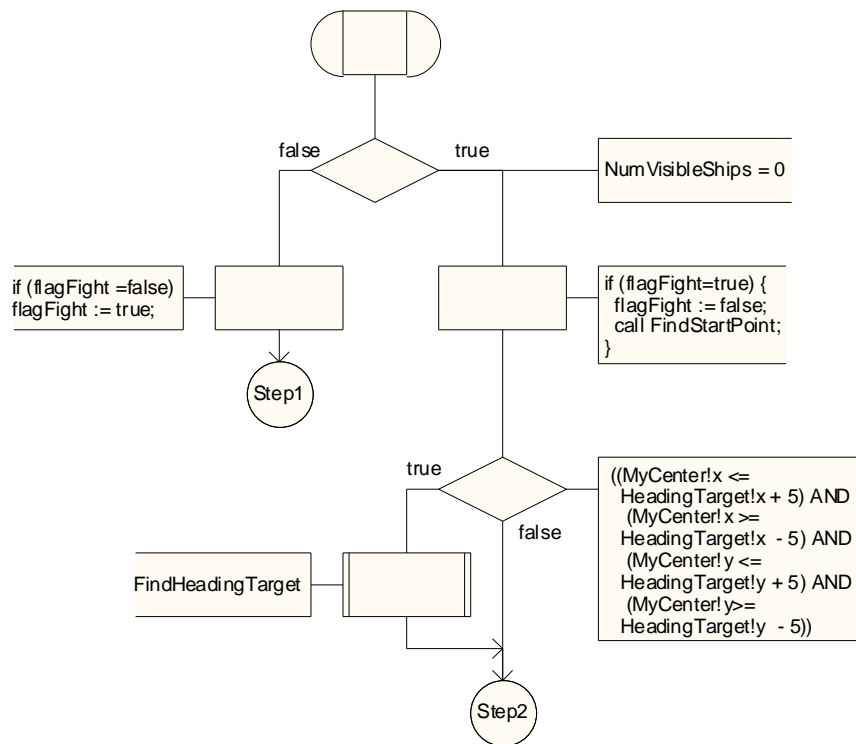 false
true
NumVisibleShips = 0
if (flagFight =false)
flagFight := true;
if (flagFight=true) {
flagFight := false;
call FindStartPoint;
}
Step1
true
false
((MyCenter!x <=
HeadingTarget!x + 5) AND
(MyCenter!x >=
HeadingTarget!x - 5) AND
(MyCenter!y <=
HeadingTarget!y + 5) AND
(MyCenter!y>=
HeadingTarget!y - 5))
FindHeadingTarget
Step2